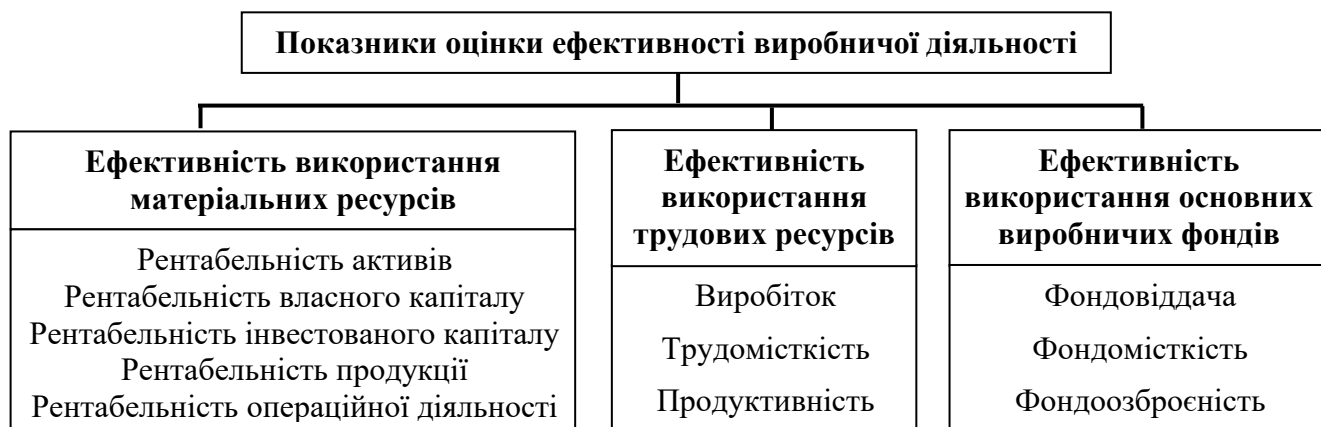 Показники оцінки ефективності виробничої діяльності
Ефективність використання
матеріальних ресурсів
Рентабельність активів
Рентабельність власного капіталу
Рентабельність інвестованого капіталу
Рентабельність продукції
Рентабельність операційної діяльності
Ефективність
використання
трудових ресурсів
Виробіток
Трудомісткість
Продуктивність
Ефективність
використання основних
виробничих фондів
Фондовіддача
Фондомісткість
Фондоозброєність